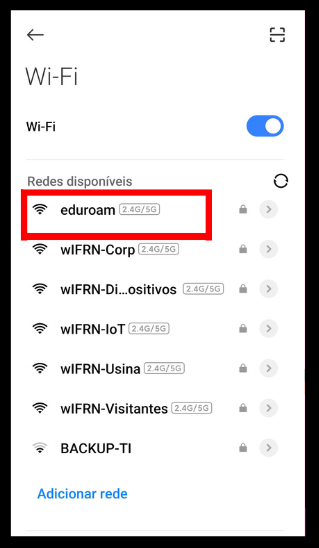 Wi-Fi
Wi-Fi
Redes disponíveis
eduroam 2.4G/5G
wIFRN-Corp 2.4G/5G
wIFRN-Di...ositivos 2.4G/5G
wIFRN-IoT 2.4G/5G
wIFRN-Usina 2.4G/5G
wIFRN-Visitantes 2.4G/5G
BACKUP-TI
Adicionar rede